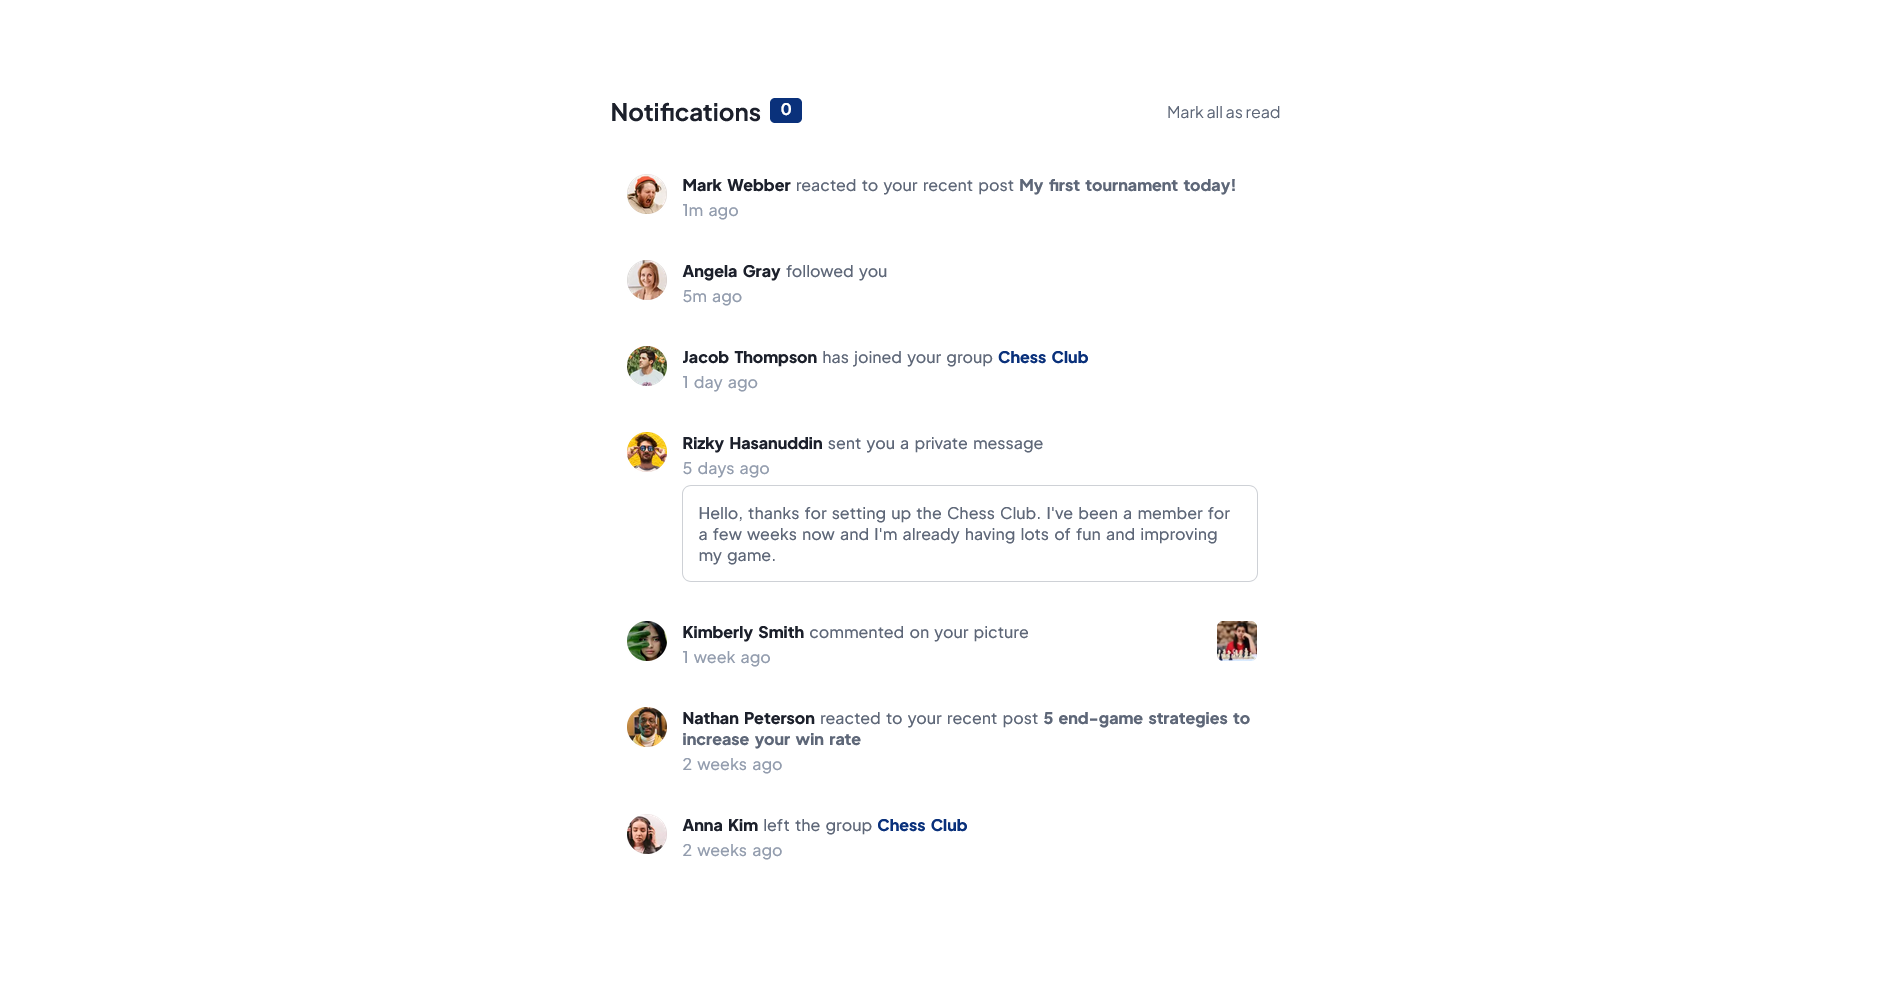 Notifications 0 Mark all as read
Mark Webber reacted to your recent post My first tournament today!
1m ago
Angela Gray followed you
5m ago
Jacob Thompson has joined your group Chess Club
1 day ago
Rizky Hasanuddin sent you a private message
5 days ago
Hello, thanks for setting up the Chess Club. I've been a member for
a few weeks now and I'm already having lots of fun and improving
my game.
Kimberly Smith commented on your picture
1 week ago
Nathan Peterson reacted to your recent post 5 end-game strategies to
increase your win rate
2 weeks ago
Anna Kim left the group Chess Club
2 weeks ago